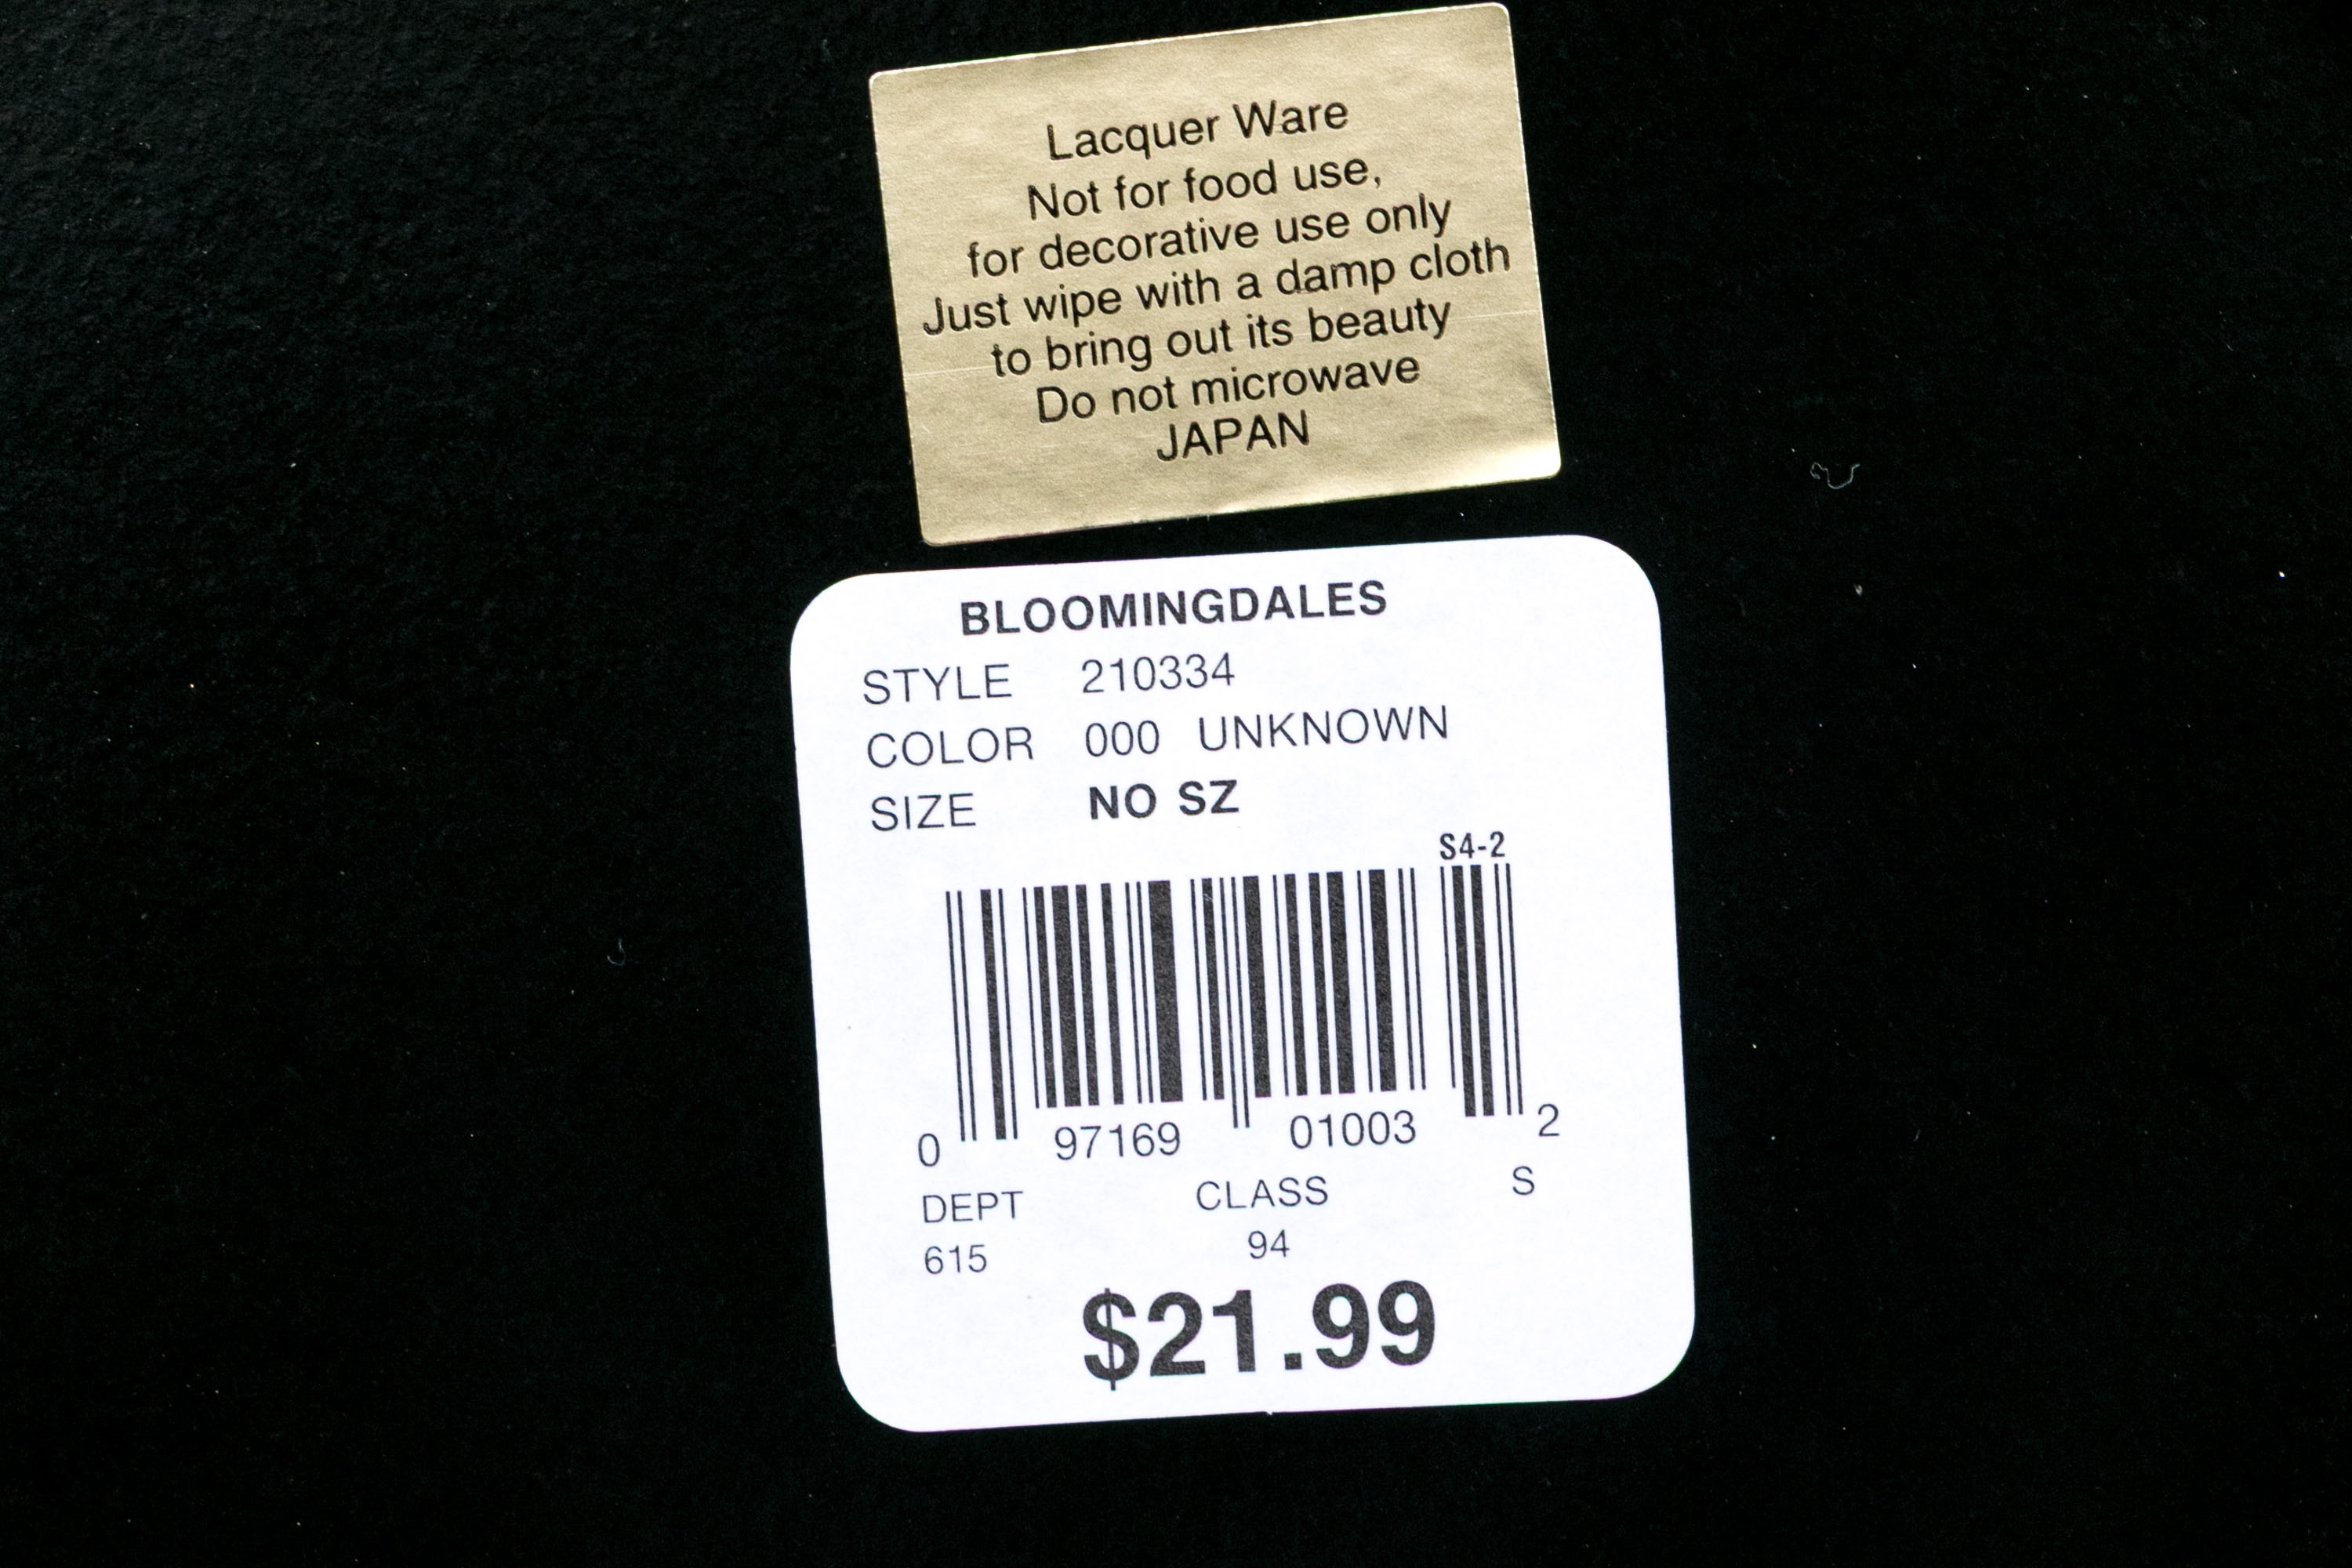 Lacquer Ware
Not for food use,
for decorative use only
Just wipe with a damp cloth
to bring out its beauty
Do not microwave
JAPAN
BLOOMINGDALES
STYLE 210334
COLOR 000 UNKNOWN
SIZE NO SZ
S4-2
0 97169 01003 2
DEPT CLASS S
615 94
$21.99